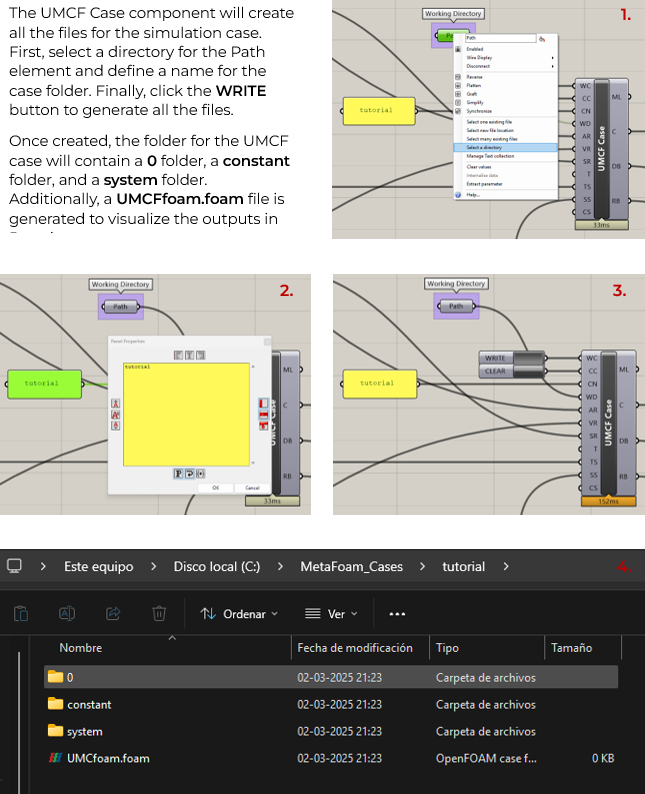 The UMCF Case component will create
all the files for the simulation case.
First, select a directory for the Path
element and define a name for the
case folder. Finally, click the WRITE
button to generate all the files.
Once created, the folder for the UMCF
case will contain a 0 folder, a constant
folder, and a system folder.
Additionally, a UMCFfoam.foam file is
generated to visualize the outputs in
1.
Working Directory
Path
Enabled
Wire Display
Disconnect
Reverse
Flatten
Graft
Simplify
Synchronize
Select one existing file
Select new file location
Select many existing files
Select a directory
Manage Text collection
Clear values
Internalise data
Extract parameter
Help...
tutorial
WC
CC
CN
WD
AR
VR
SR
T
TS
SS
CS
UMCF Case
ML
C
DB
RB
33ms
2.
Working Directory
Path
tutorial
Panel Properties
tutorial
OK
Cancel
ML
C
DB
RB
33ms
3.
Working Directory
Path
tutorial
WRITE
CLEAR
WC
CC
CN
WD
AR
VR
SR
T
TS
SS
CS
UMCF Case
ML
C
DB
RB
152ms
4.
Este equipo > Disco local (C:) > MetaFoam_Cases > tutorial >
Ordenar Ver
Nombre Fecha de modificación Tipo Tamaño
0 02-03-2025 21:23 Carpeta de archivos
constant 02-03-2025 21:23 Carpeta de archivos
system 02-03-2025 21:23 Carpeta de archivos
UMCfoam.foam 02-03-2025 21:23 OpenFOAM case f... 0 KB